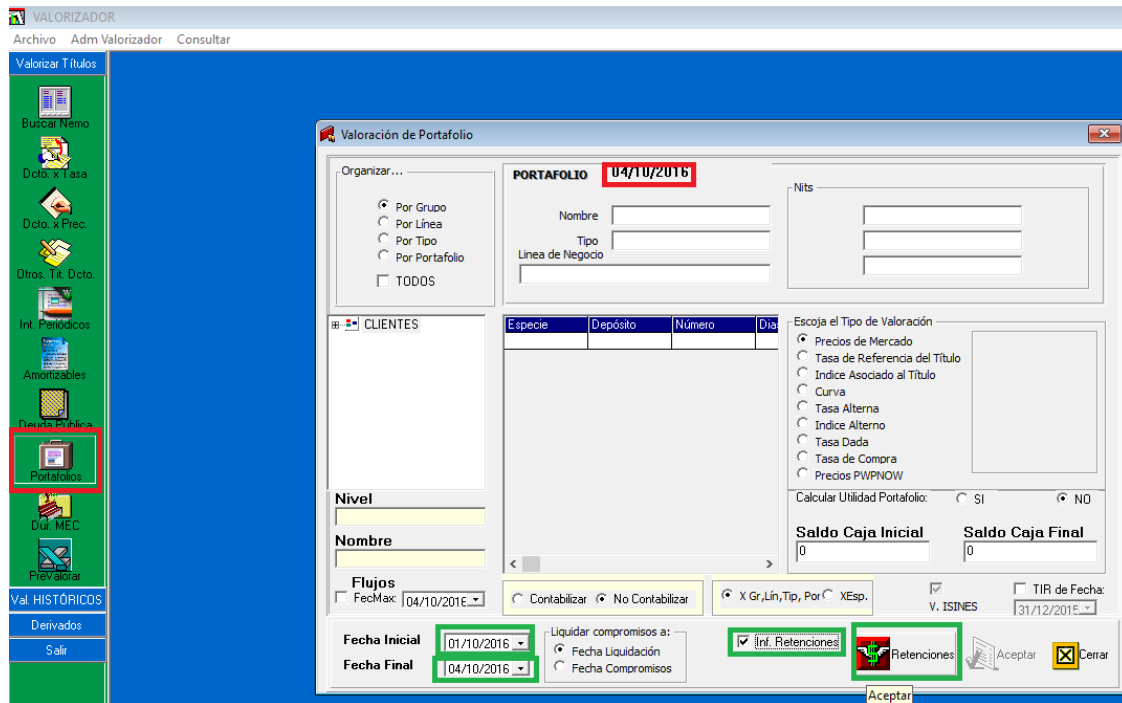 VALORIZADOR
Archivo Adm Valorizador Consultar
Valorizar Títulos
Buscar Nemo
Dcto. x Tasa
Dcto. x Prec.
Otros. Tit. Dcto.
Int. Periódicos
Amortizables
Deuda Pública
Portafolios
Dur. MEC
PreValorar
Val. HISTÓRICOS
Derivados
Salir
Valoración de Portafolio
Organizar...
Por Grupo
Por Línea
Por Tipo
Por Portafolio
TODOS
PORTAFOLIO 04/10/2016
Nombre
Tipo
Linea de Negocio
Nits
CLIENTES
Especie Depósito Número Dias
Escoja el Tipo de Valoración
Precios de Mercado
Tasa de Referencia del Título
Indice Asociado al Título
Curva
Tasa Alterna
Indice Alterno
Tasa Dada
Tasa de Compra
Precios PWPNOW
Calcular Utilidad Portafolio: SI NO
Saldo Caja Inicial Saldo Caja Final
0 0
Nivel
Nombre
Flujos
FecMax: 04/10/2016
Contabilizar No Contabilizar
X Gr,Lín,Tip, Por XEsp.
V. ISINES
TIR de Fecha:
31/12/2015
Fecha Inicial 01/10/2016
Fecha Final 04/10/2016
Liquidar compromisos a:
Fecha Liquidación
Fecha Compromisos
Inf. Retenciones
Retenciones
Aceptar
Cerrar
Aceptar